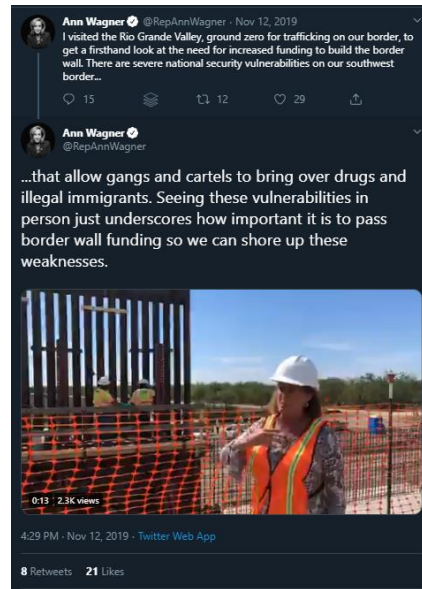 Ann Wagner @RepAnnWagner · Nov 12, 2019
I visited the Rio Grande Valley, ground zero for trafficking on our border, to
get a firsthand look at the need for increased funding to build the border
wall. There are severe national security vulnerabilities on our southwest
border...
15 12 29
Ann Wagner
@RepAnnWagner
...that allow gangs and cartels to bring over drugs and
illegal immigrants. Seeing these vulnerabilities in
person just underscores how important it is to pass
border wall funding so we can shore up these
weaknesses.
0:13 2.3K views
4:29 PM · Nov 12, 2019 · Twitter Web App
8 Retweets 21 Likes